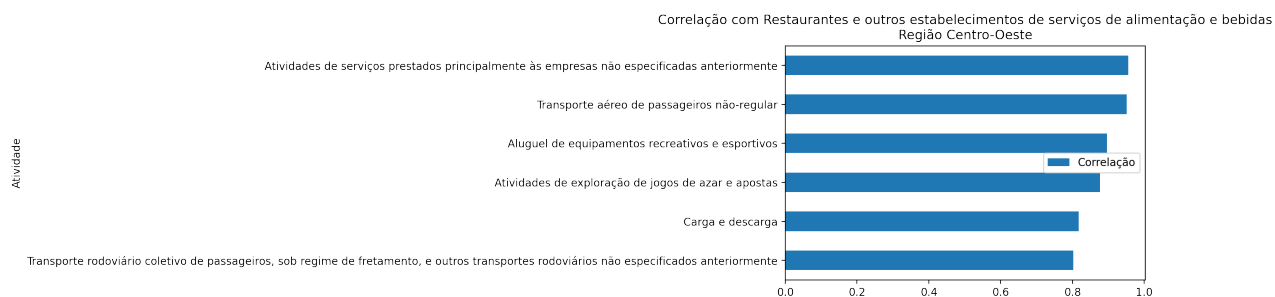 Correlação com Restaurantes e outros estabelecimentos de serviços de alimentação e bebidas
Região Centro-Oeste
Atividade
Atividades de serviços prestados principalmente às empresas não especificadas anteriormente
Transporte aéreo de passageiros não-regular
Aluguel de equipamentos recreativos e esportivos
Correlação
Atividades de exploração de jogos de azar e apostas
Carga e descarga
Transporte rodoviário coletivo de passageiros, sob regime de fretamento, e outros transportes rodoviários não especificados anteriormente
0.0 0.2 0.4 0.6 0.8 1.0